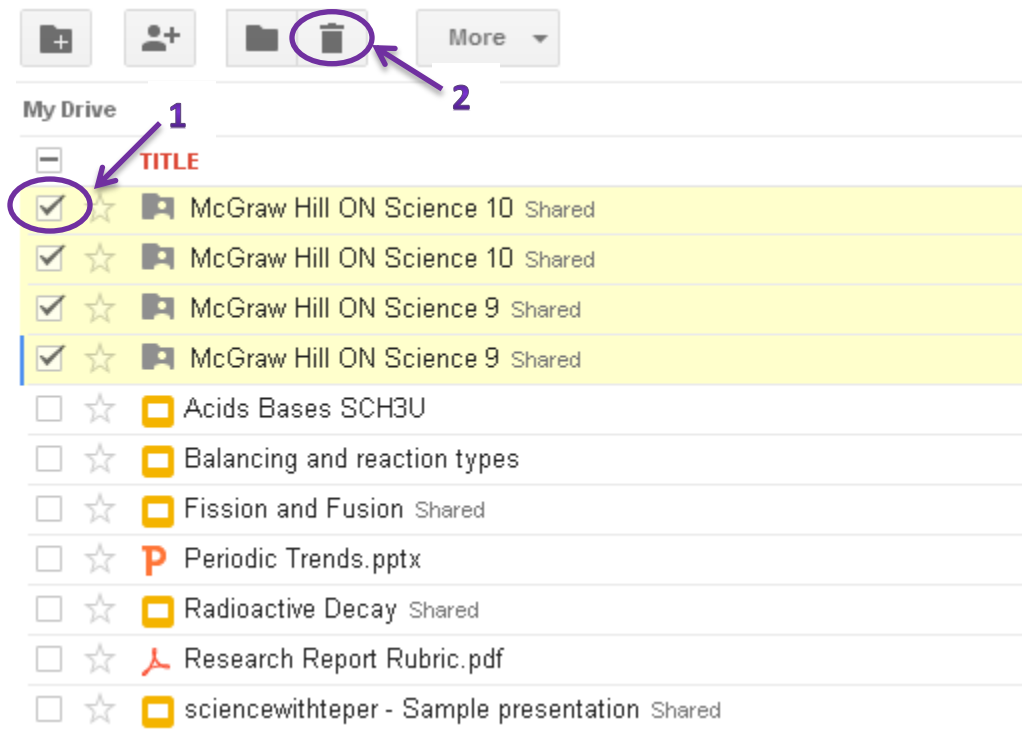 More
2
My Drive
1
TITLE
McGraw Hill ON Science 10 Shared
McGraw Hill ON Science 10 Shared
McGraw Hill ON Science 9 Shared
McGraw Hill ON Science 9 Shared
Acids Bases SCH3U
Balancing and reaction types
Fission and Fusion Shared
Periodic Trends.pptx
Radioactive Decay Shared
Research Report Rubric.pdf
sciencewithteper - Sample presentation Shared